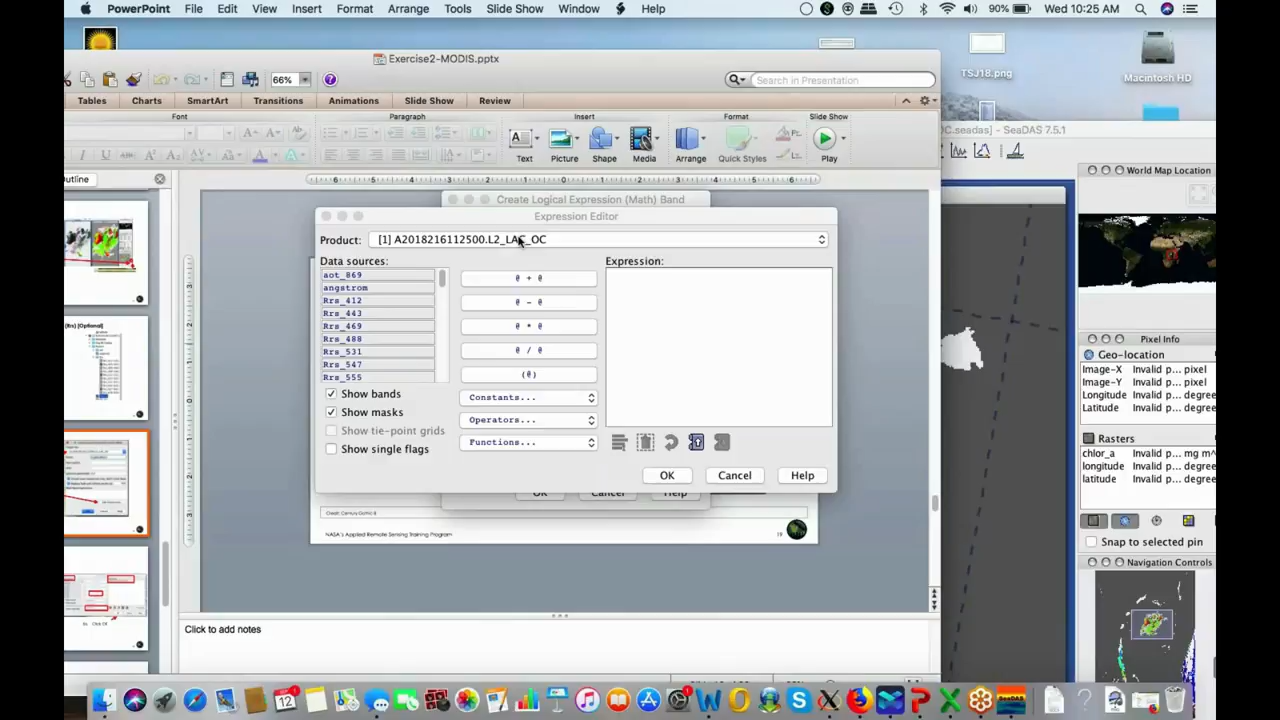 PowerPoint File Edit View Insert Format Arrange Tools Slide Show Window Help 90% Wed 10:25 AM
Exercise2-MODIS.pptx
66% Search in Presentation
TSJ18.png
Macintosh HD
Tables Charts SmartArt Transitions Animations Slide Show Review
Font Paragraph Insert Format Slide Show
Text Picture Shape Media Arrange Quick Styles Play
OC.seadas] - SeaDAS 7.5.1
World Map Location
Create Logical Expression (Math) Band
Expression Editor
Product: [1] A2018216112500.L2_LAC_OC
Data sources: Expression:
aot_869
angstrom
Rrs_412
Rrs_443
Rrs_469
Rrs_488
Rrs_531
Rrs_547
Rrs_555
@ + @
@ - @
@ * @
@ / @
(@)
Constants...
Operators...
Functions...
Show bands
Show masks
Show tie-point grids
Show single flags
OK Cancel Help
OK Cancel Help
NASA's Applied Remote Sensing Training Program 19
Click to add notes
Pixel Info
Geo-location
Image-X Invalid p... pixel
Image-Y Invalid p... pixel
Longitude Invalid p... degree
Latitude Invalid p... degree
Rasters
chlor_a Invalid p... mg m^
longitude Invalid p... degree
latitude Invalid p... degree
Snap to selected pin
Navigation Controls